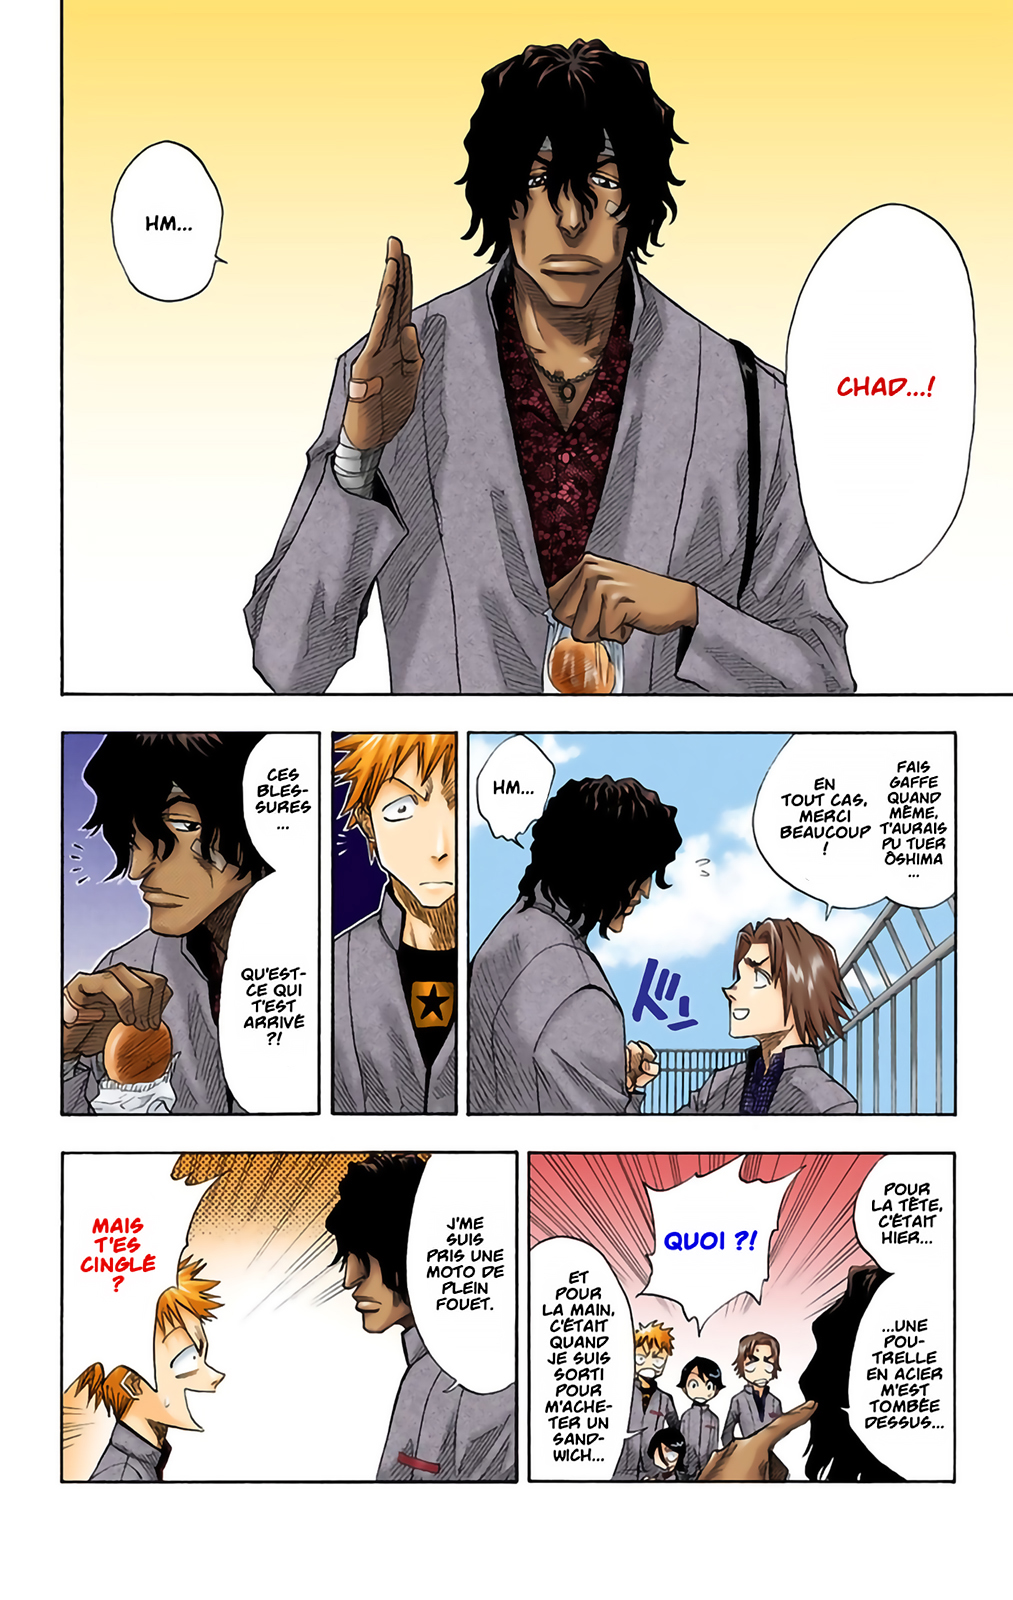 CHAD...!
HM...
FAIS
GAFFE
QUAND
MÊME,
T'AURAIS
PU TUER
ÔSHIMA
...
EN
TOUT CAS,
MERCI
BEAUCOUP
!
HM...
ドン
CES
BLES-
SURES
...
QU'EST-
CE QUI
T'EST
ARRIVÉ
?!
POUR
LA TÊTE,
C'ÉTAIT
HIER...
...UNE
POU-
TRELLE
EN ACIER
M'EST
TOMBÉE
DESSUS...
QUOI ?!
ET
POUR
LA MAIN,
C'ÉTAIT
QUAND
JE SUIS
SORTI
POUR
M'ACHE-
TER UN
SAND-
WICH...
J'ME
SUIS
PRIS UNE
MOTO DE
PLEIN
FOUET.
MAIS
T'ES
CINGLÉ
?